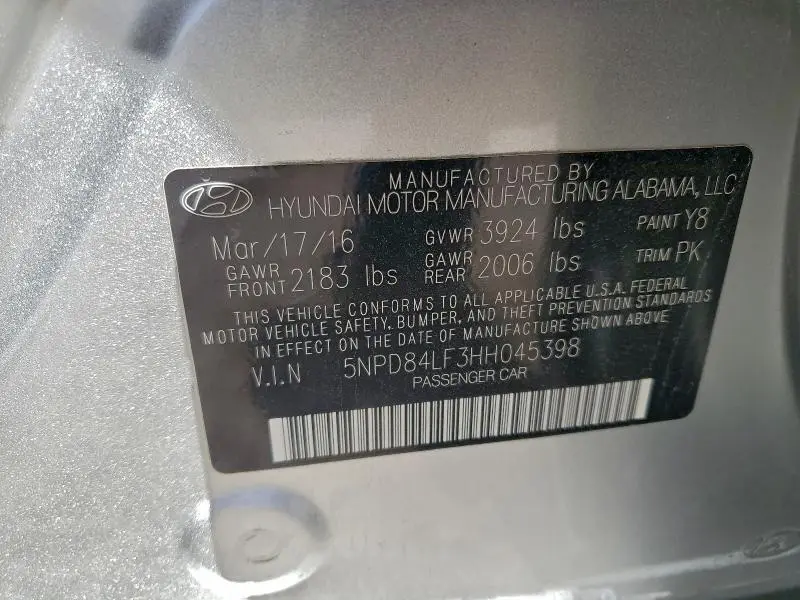 MANUFACTURED BY
HYUNDAI MOTOR MANUFACTURING ALABAMA, LLC
Mar/17/16 GVWR 3924 lbs PAINT Y8
GAWR FRONT 2183 lbs GAWR REAR 2006 lbs TRIM PK
THIS VEHICLE CONFORMS TO ALL APPLICABLE U.S.A. FEDERAL
MOTOR VEHICLE SAFETY, BUMPER, AND THEFT PREVENTION STANDARDS
IN EFFECT ON THE DATE OF MANUFACTURE SHOWN ABOVE
V.I.N 5NPD84LF3HH045398
PASSENGER CAR